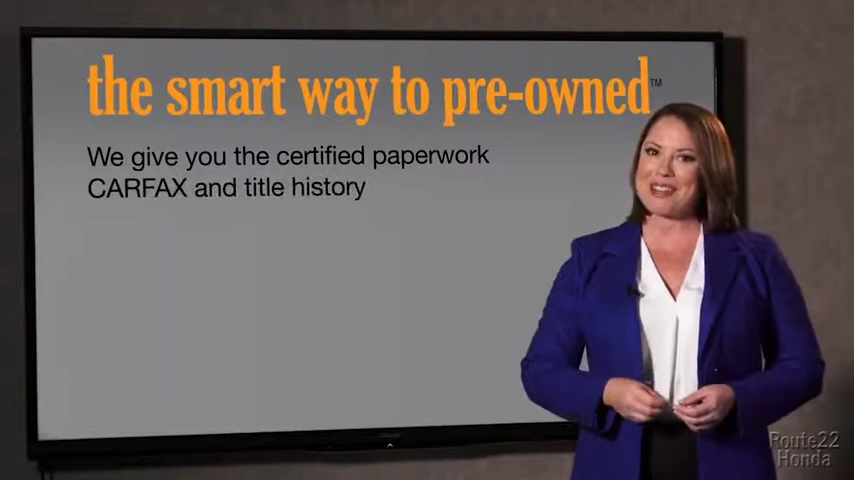 the smart way to pre-owned™
We give you the certified paperwork
CARFAX and title history
Route22
Honda